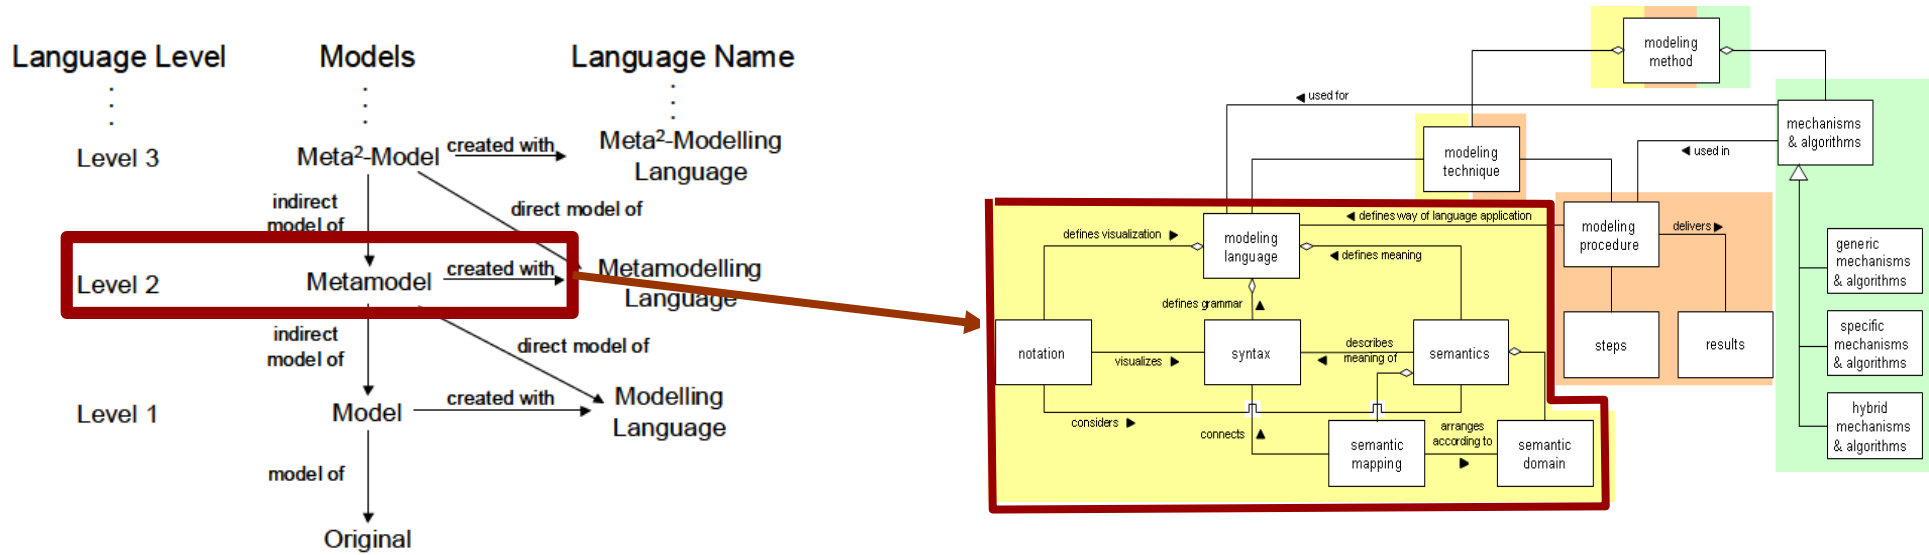 Language Level
Models
Language Name
Level 3
Meta²-Model
created with
Meta²-Modelling
Language
indirect
model of
direct model of
Level 2
Metamodel
created with
Metamodelling
Language
indirect
model of
direct model of
Level 1
Model
created with
Modelling
Language
model of
Original
modeling
method
◄ used for
mechanisms
& algorithms
modeling
technique
◄ used in
◄ defines way of language application
defines visualization ►
modeling
language
◄ defines meaning
modeling
procedure
delivers ►
generic
mechanisms
& algorithms
defines grammar ▲
notation
visualizes ►
syntax
describes
◄ meaning of
semantics
steps
results
specific
mechanisms
& algorithms
considers ►
connects ▲
semantic
mapping
arranges
according to
►
semantic
domain
hybrid
mechanisms
& algorithms